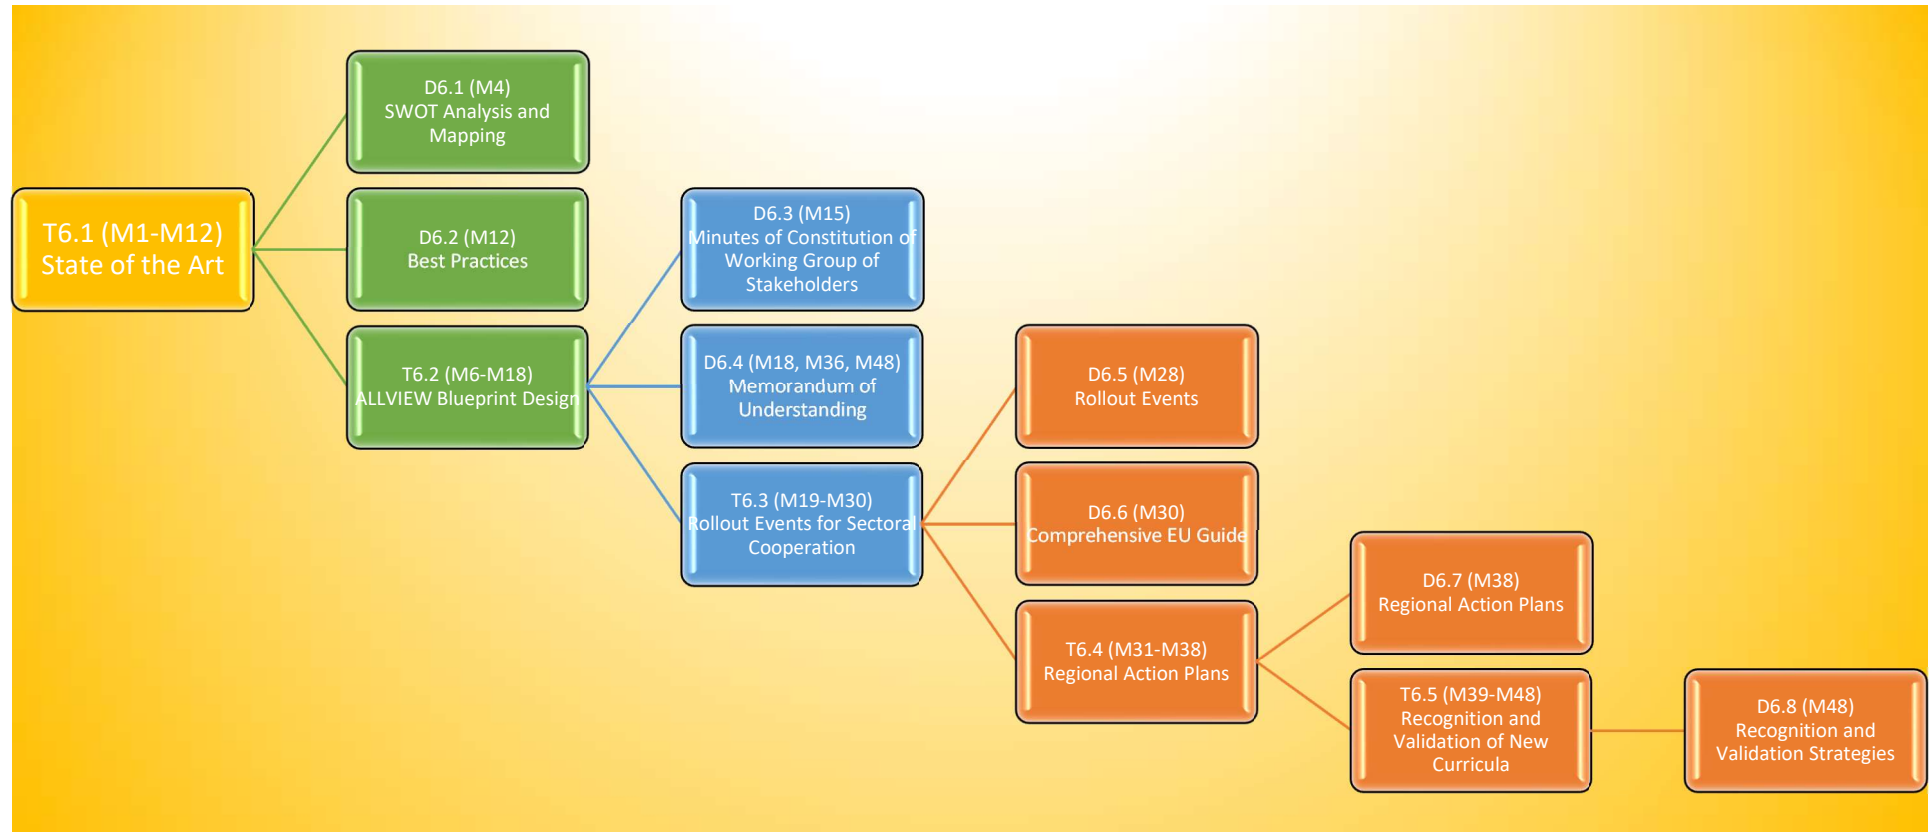 T6.1 (M1-M12)
State of the Art
D6.1 (M4)
SWOT Analysis and
Mapping
D6.2 (M12)
Best Practices
T6.2 (M6-M18)
ALLVIEW Blueprint Design
D6.3 (M15)
Minutes of Constitution of
Working Group of
Stakeholders
D6.4 (M18, M36, M48)
Memorandum of
Understanding
T6.3 (M19-M30)
Rollout Events for Sectoral
Cooperation
D6.5 (M28)
Rollout Events
D6.6 (M30)
Comprehensive EU Guide
T6.4 (M31-M38)
Regional Action Plans
D6.7 (M38)
Regional Action Plans
T6.5 (M39-M48)
Recognition and
Validation of New
Curricula
D6.8 (M48)
Recognition and
Validation Strategies